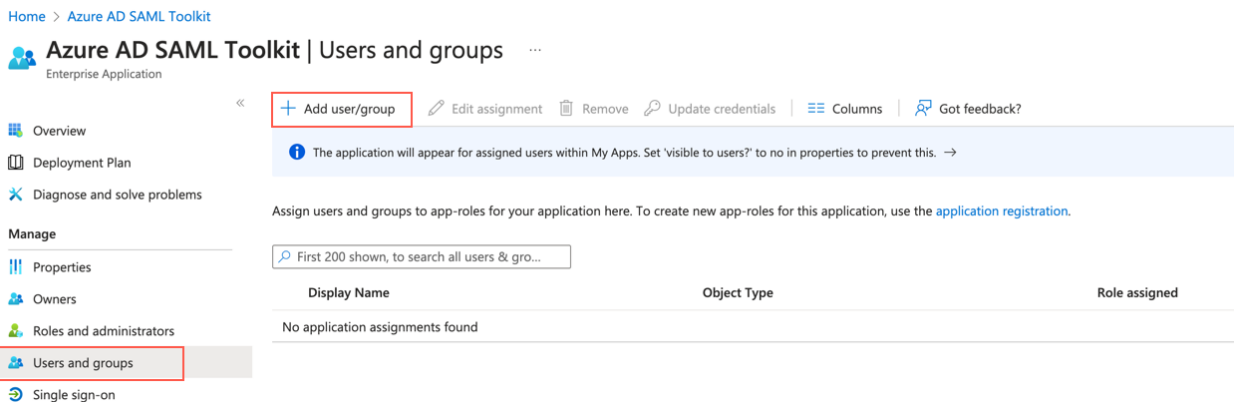 Home > Azure AD SAML Toolkit
Azure AD SAML Toolkit | Users and groups ...
Enterprise Application
«
Overview
Deployment Plan
Diagnose and solve problems
Manage
Properties
Owners
Roles and administrators
Users and groups
Single sign-on
+ Add user/group Edit assignment Remove Update credentials Columns Got feedback?
The application will appear for assigned users within My Apps. Set 'visible to users?' to no in properties to prevent this. →
Assign users and groups to app-roles for your application here. To create new app-roles for this application, use the application registration.
First 200 shown, to search all users & gro...
Display Name Object Type Role assigned
No application assignments found